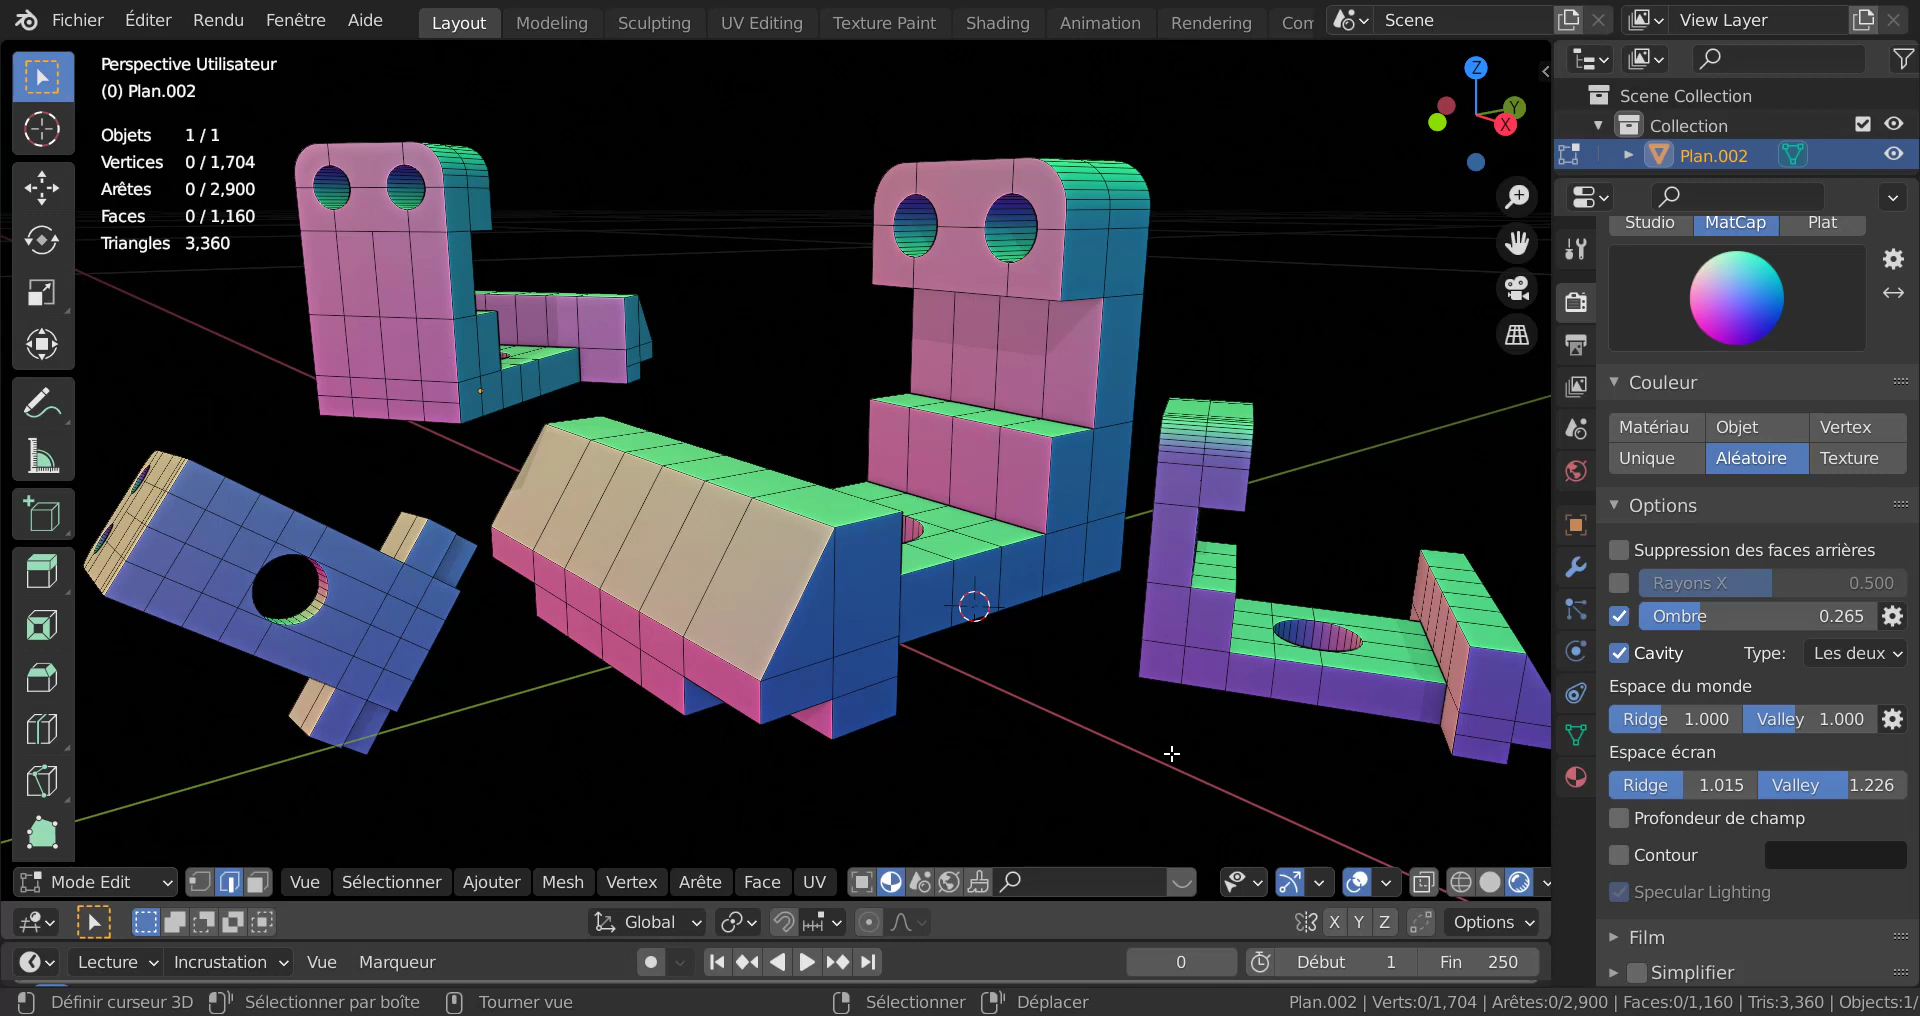 Fichier Éditer Rendu Fenêtre Aide
Layout Modeling Sculpting UV Editing Texture Paint Shading Animation Rendering Com
Scene
View Layer
Perspective Utilisateur
(0) Plan.002
Objets 1 / 1
Vertices 0 / 1,704
Arêtes 0 / 2,900
Faces 0 / 1,160
Triangles 3,360
Z
Y
X
Scene Collection
Collection
Plan.002
Studio MatCap Plat
Couleur
Matériau Objet Vertex
Unique Aléatoire Texture
Options
Suppression des faces arrières
Rayons X 0.500
Ombre 0.265
Cavity Type: Les deux
Espace du monde
Ridge 1.000 Valley 1.000
Espace écran
Ridge 1.015 Valley 1.226
Profondeur de champ
Contour
Specular Lighting
Film
Simplifier
Mode Edit Vue Sélectionner Ajouter Mesh Vertex Arête Face UV
Global X Y Z Options
Lecture Incrustation Vue Marqueur 0 Début 1 Fin 250
Définir curseur 3D Sélectionner par boîte Tourner vue Sélectionner Déplacer Plan.002 | Verts:0/1,704 | Arêtes:0/2,900 | Faces:0/1,160 | Tris:3,360 | Objects:1/